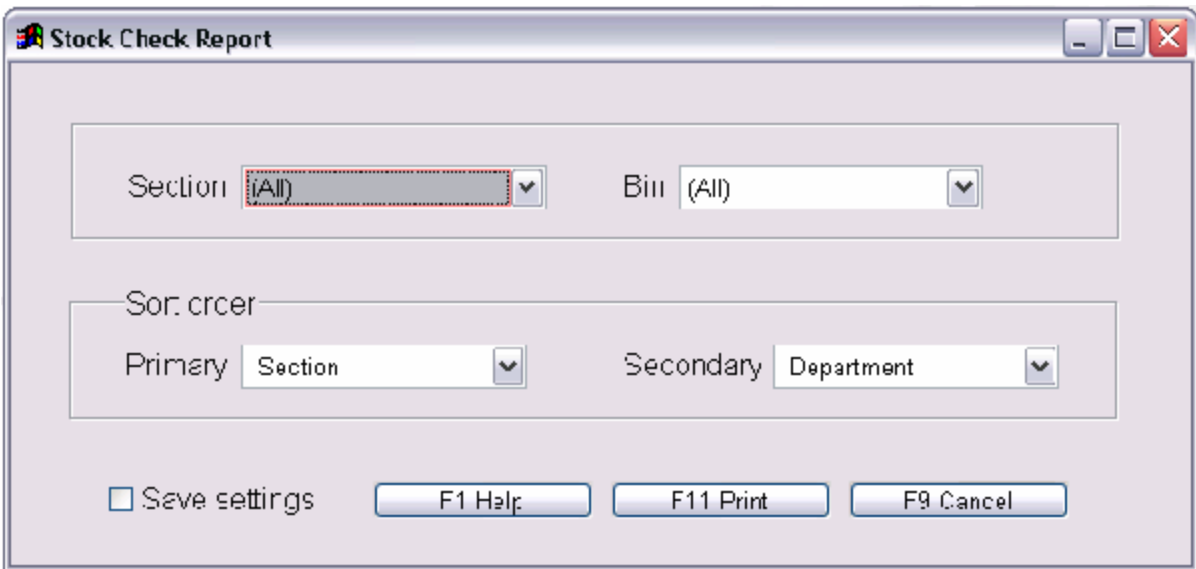 Stock Check Report
Section (All) Bin (All)
Sort order
Primary Section Secondary Department
Save settings F1 Help F11 Print F9 Cancel